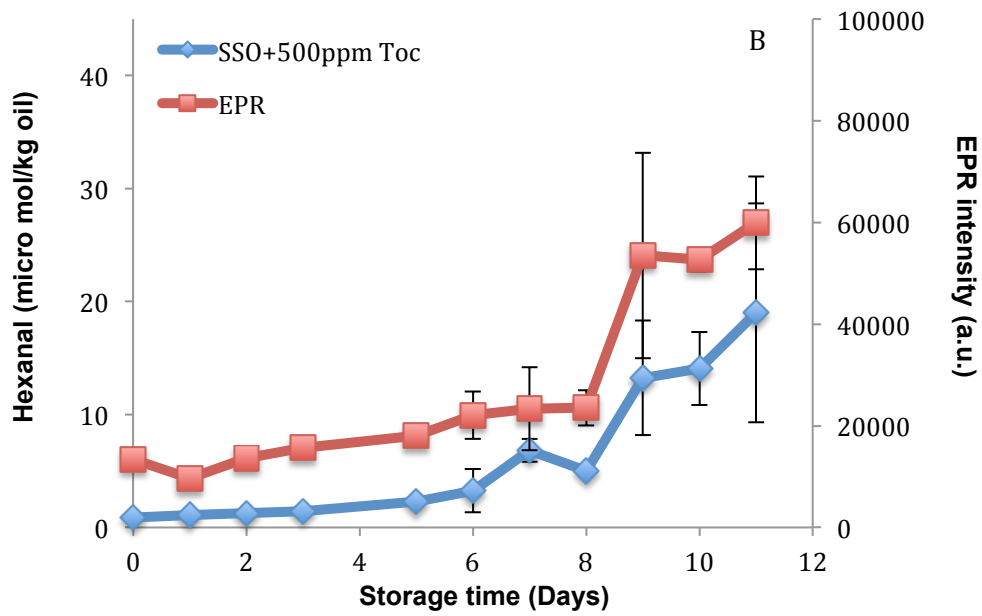 B
SSO+500ppm Toc
EPR
Hexanal (micro mol/kg oil)
40
30
20
10
0
EPR intensity (a.u.)
100000
80000
60000
40000
20000
0
0 2 4 6 8 10 12
Storage time (Days)